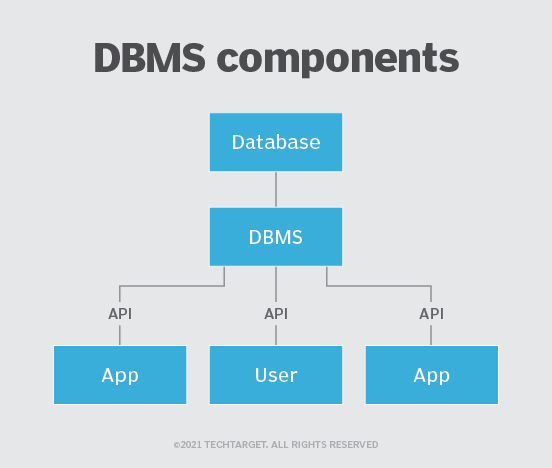 DBMS components
Database
DBMS
API API API
App User App
©2021 TECHTARGET. ALL RIGHTS RESERVED